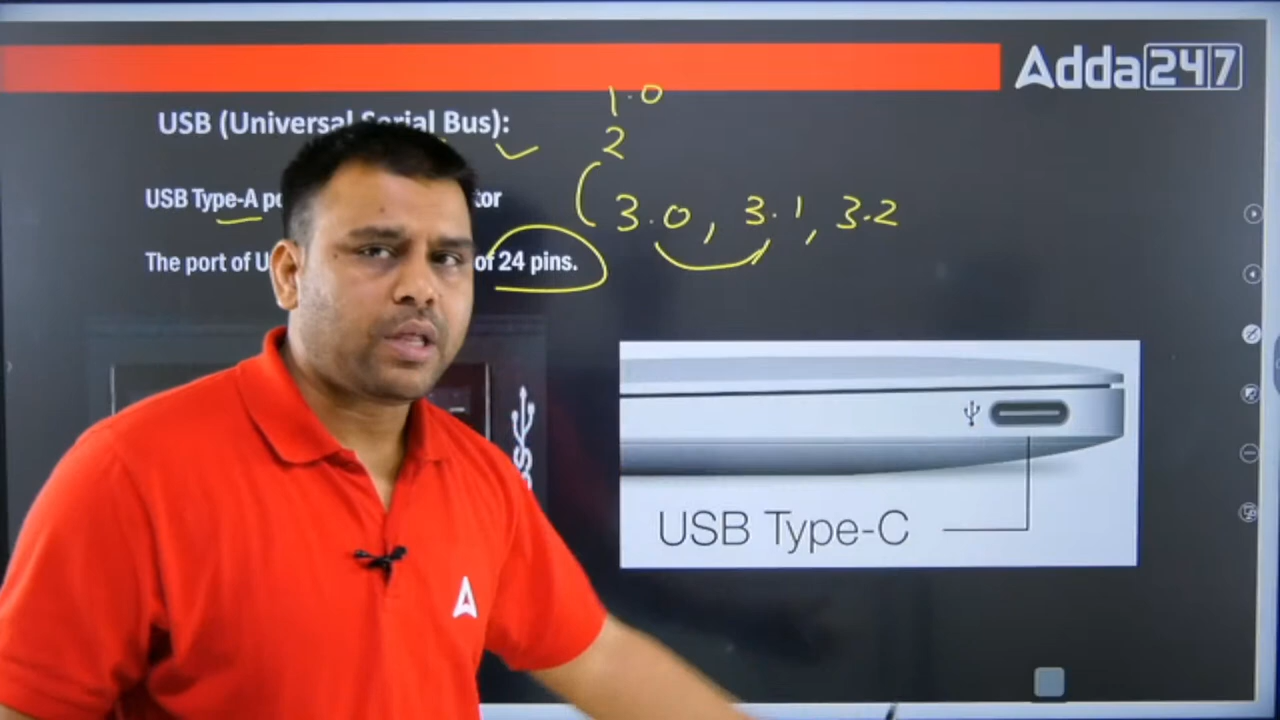 Adda247
1.0
USB (Universal Serial Bus):
2
USB Type-A
3.0, 3.1, 3.2
The port of of 24 pins.
USB Type-C